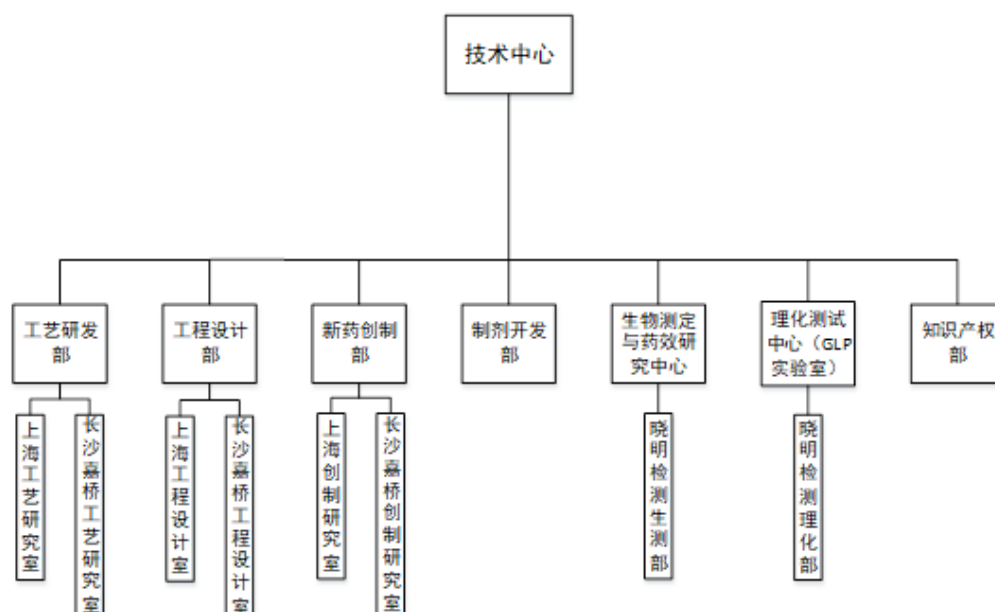 技术中心
工艺研发
部
工程设计
部
新药创制
部
制剂开发
部
生物测定
与药效研
究中心
理化测试
中心（GLP
实验室）
知识产权
部
上海工艺研究室
长沙嘉桥工艺研究室
上海工程设计室
长沙嘉桥工程设计室
上海创制研究室
长沙嘉桥创制研究室
晓明检测生测部
晓明检测理化部